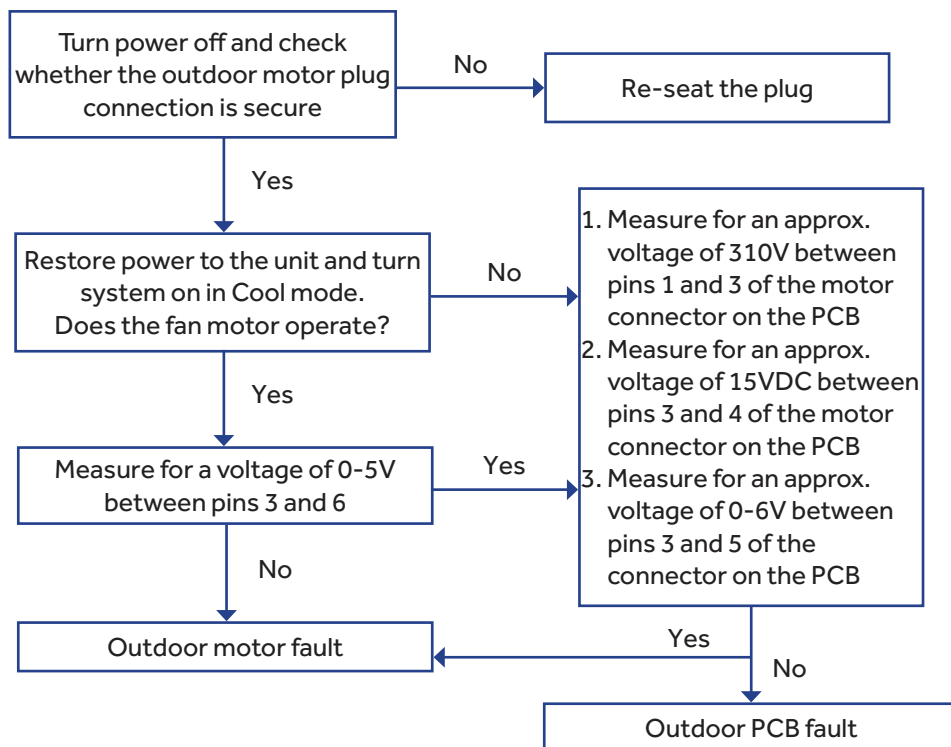 Turn power off and check
whether the outdoor motor plug
connection is secure
No
Re-seat the plug
Yes
Restore power to the unit and turn
system on in Cool mode.
Does the fan motor operate?
No
1. Measure for an approx.
voltage of 310V between
pins 1 and 3 of the motor
connector on the PCB
2. Measure for an approx.
voltage of 15VDC between
pins 3 and 4 of the motor
connector on the PCB
3. Measure for an approx.
voltage of 0-6V between
pins 3 and 5 of the
connector on the PCB
Yes
Measure for a voltage of 0-5V
between pins 3 and 6
Yes
No
Outdoor motor fault
Yes
No
Outdoor PCB fault